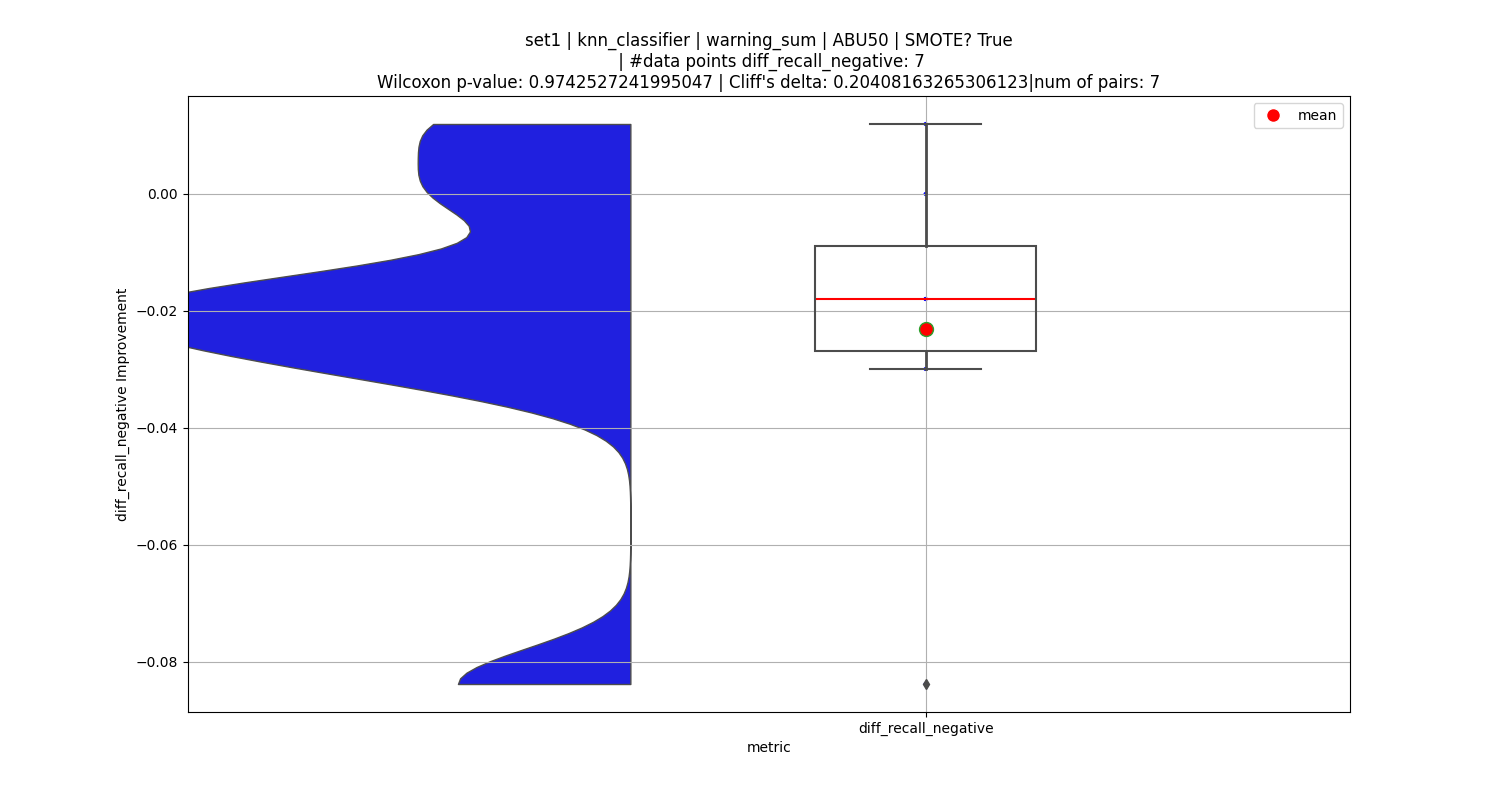 set1 | knn_classifier | warning_sum | ABU50 | SMOTE? True
| #data points diff_recall_negative: 7
Wilcoxon p-value: 0.9742527241995047 | Cliff's delta: 0.20408163265306123|num of pairs: 7
mean
0.00
−0.02
−0.04
−0.06
−0.08
diff_recall_negative Improvement
diff_recall_negative
metric